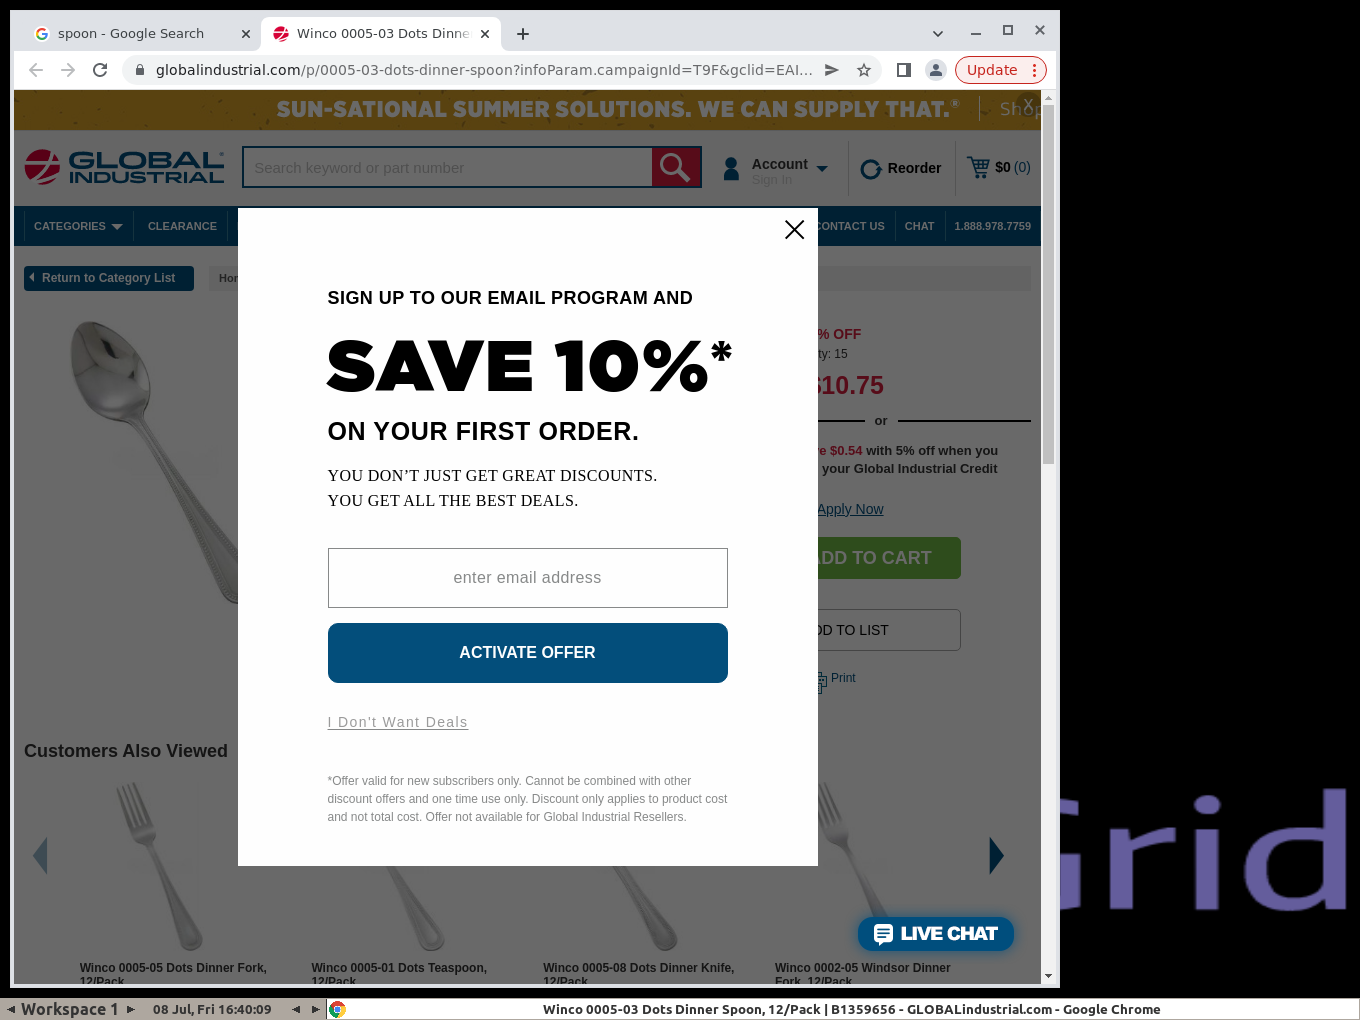 spoon - Google Search
Winco 0005-03 Dots Dinne
globalindustrial.com/p/0005-03-dots-dinner-spoon?infoParam.campaignId=T9F&gclid=EAI...
Update
SUN-SATIONAL SUMMER SOLUTIONS. WE CAN SUPPLY THAT.®
Shop
X
GLOBAL
INDUSTRIAL
Search keyword or part number
Account
Sign In
Reorder
$0 (0)
CATEGORIES
CLEARANCE
CONTACT US
CHAT
1.888.978.7759
Return to Category List
Hor
SIGN UP TO OUR EMAIL PROGRAM AND
SAVE 10%*
ON YOUR FIRST ORDER.
YOU DON'T JUST GET GREAT DISCOUNTS.
YOU GET ALL THE BEST DEALS.
enter email address
ACTIVATE OFFER
I Don't Want Deals
*Offer valid for new subscribers only. Cannot be combined with other
discount offers and one time use only. Discount only applies to product cost
and not total cost. Offer not available for Global Industrial Resellers.
% OFF
ty: 15
$10.75
or
ve $0.54 with 5% off when you
your Global Industrial Credit
Apply Now
ADD TO CART
DD TO LIST
Print
Customers Also Viewed
Winco 0005-05 Dots Dinner Fork,
12/Pack
Winco 0005-01 Dots Teaspoon,
12/Pack
Winco 0005-08 Dots Dinner Knife,
12/Pack
Winco 0002-05 Windsor Dinner
Fork, 12/Pack
LIVE CHAT
Grid
Workspace 1
08 Jul, Fri 16:40:09
Winco 0005-03 Dots Dinner Spoon, 12/Pack | B1359656 - GLOBALindustrial.com - Google Chrome